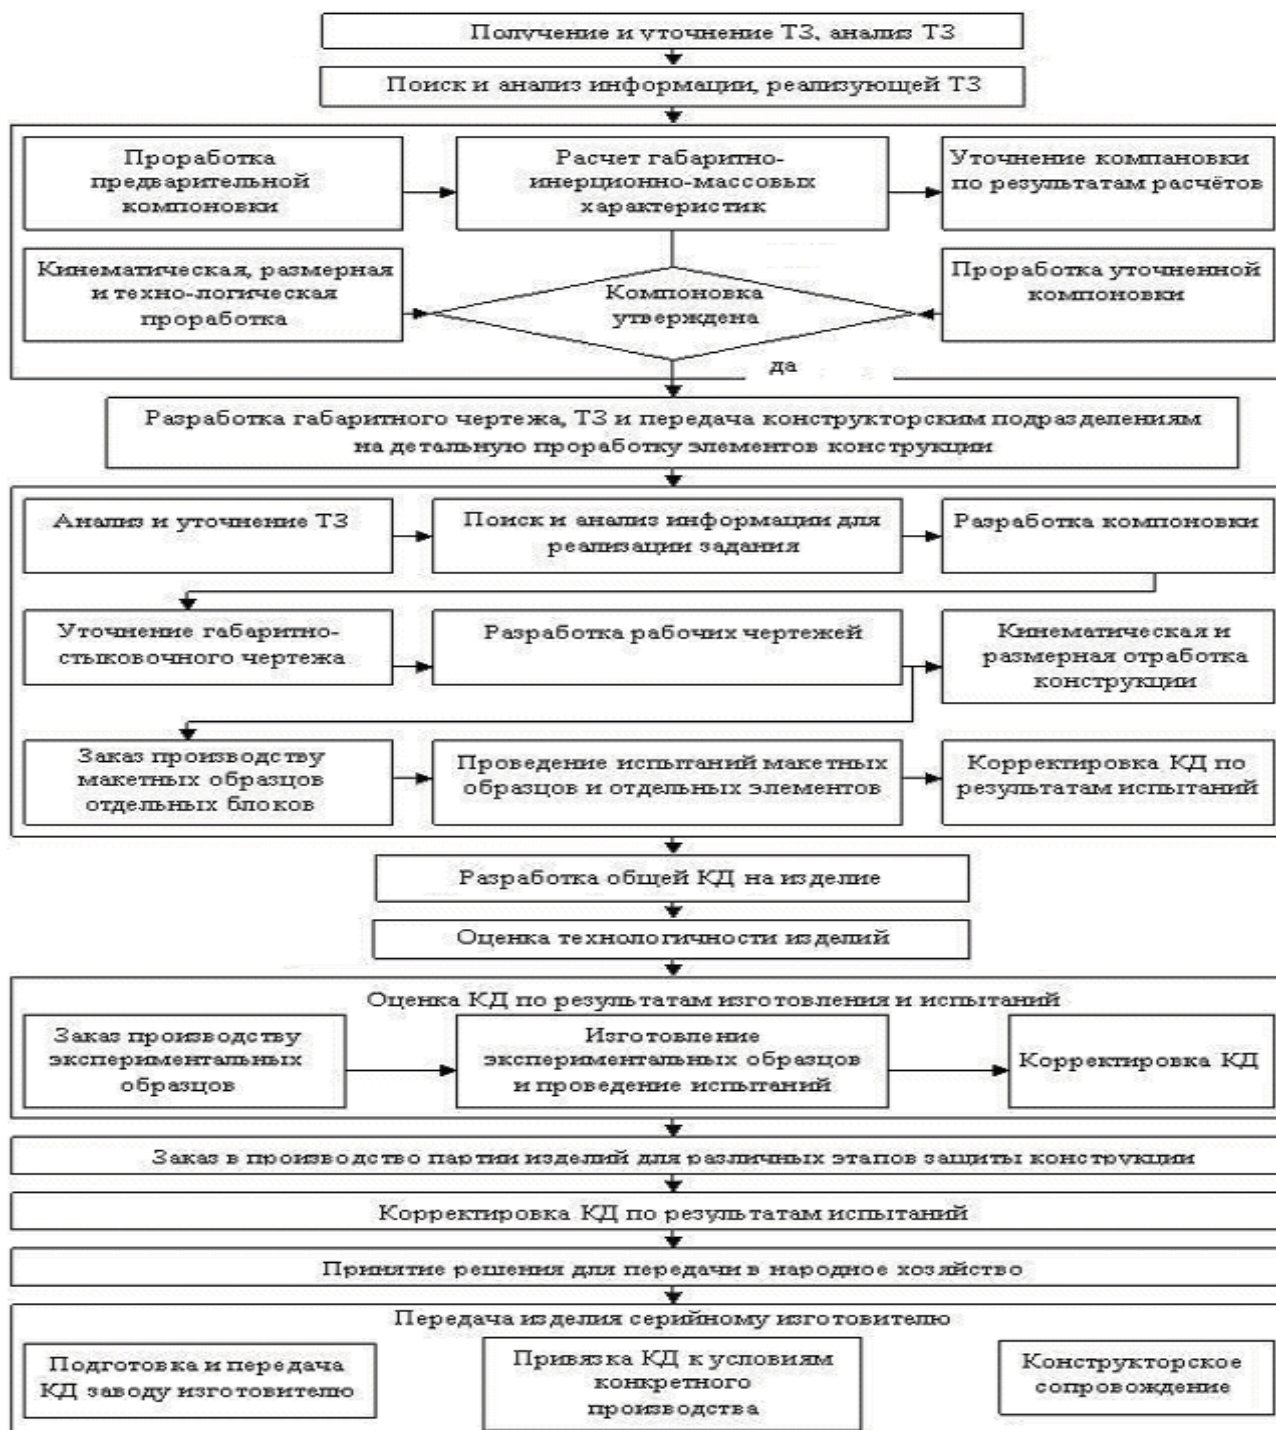 Получение и уточнение ТЗ, анализ ТЗ
Поиск и анализ информации, реализующей ТЗ
Проработка
предварительной
компоновки
Расчет габаритно-
инерционно-массовых
характеристик
Уточнение компановки
по результатам расчётов
Кинематическая, размерная
и техно-логическая
проработка
Компоновка
утверждена
Проработка уточненной
компоновки
да
Разработка габаритного чертежа, ТЗ и передача конструкторским подразделениям
на детальную проработку элементов конструкции
Анализ и уточнение ТЗ
Поиск и анализ информации для
реализации задания
Разработка компоновки
Уточнение габаритно-
стыковочного чертежа
Разработка рабочих чертежей
Кинематическая и
размерная отработка
конструкции
Заказ производству
макетных образцов
отдельных блоков
Проведение испытаний макетных
образцов и отдельных элементов
Корректировка КД по
результатам испытаний
Разработка общей КД на изделие
Оценка технологичности изделий
Оценка КД по результатам изготовления и испытаний
Заказ производству
экспериментальных
образцов
Изготовление
экспериментальных образцов
и проведение испытаний
Корректировка КД
Заказ в производство партии изделий для различных этапов защиты конструкции
Корректировка КД по результатам испытаний
Принятие решения для передачи в народное хозяйство
Передача изделия серийному изготовителю
Подготовка и передача
КД заводу изготовителю
Привязка КД к условиям
конкретного
производства
Конструкторское
сопровождение